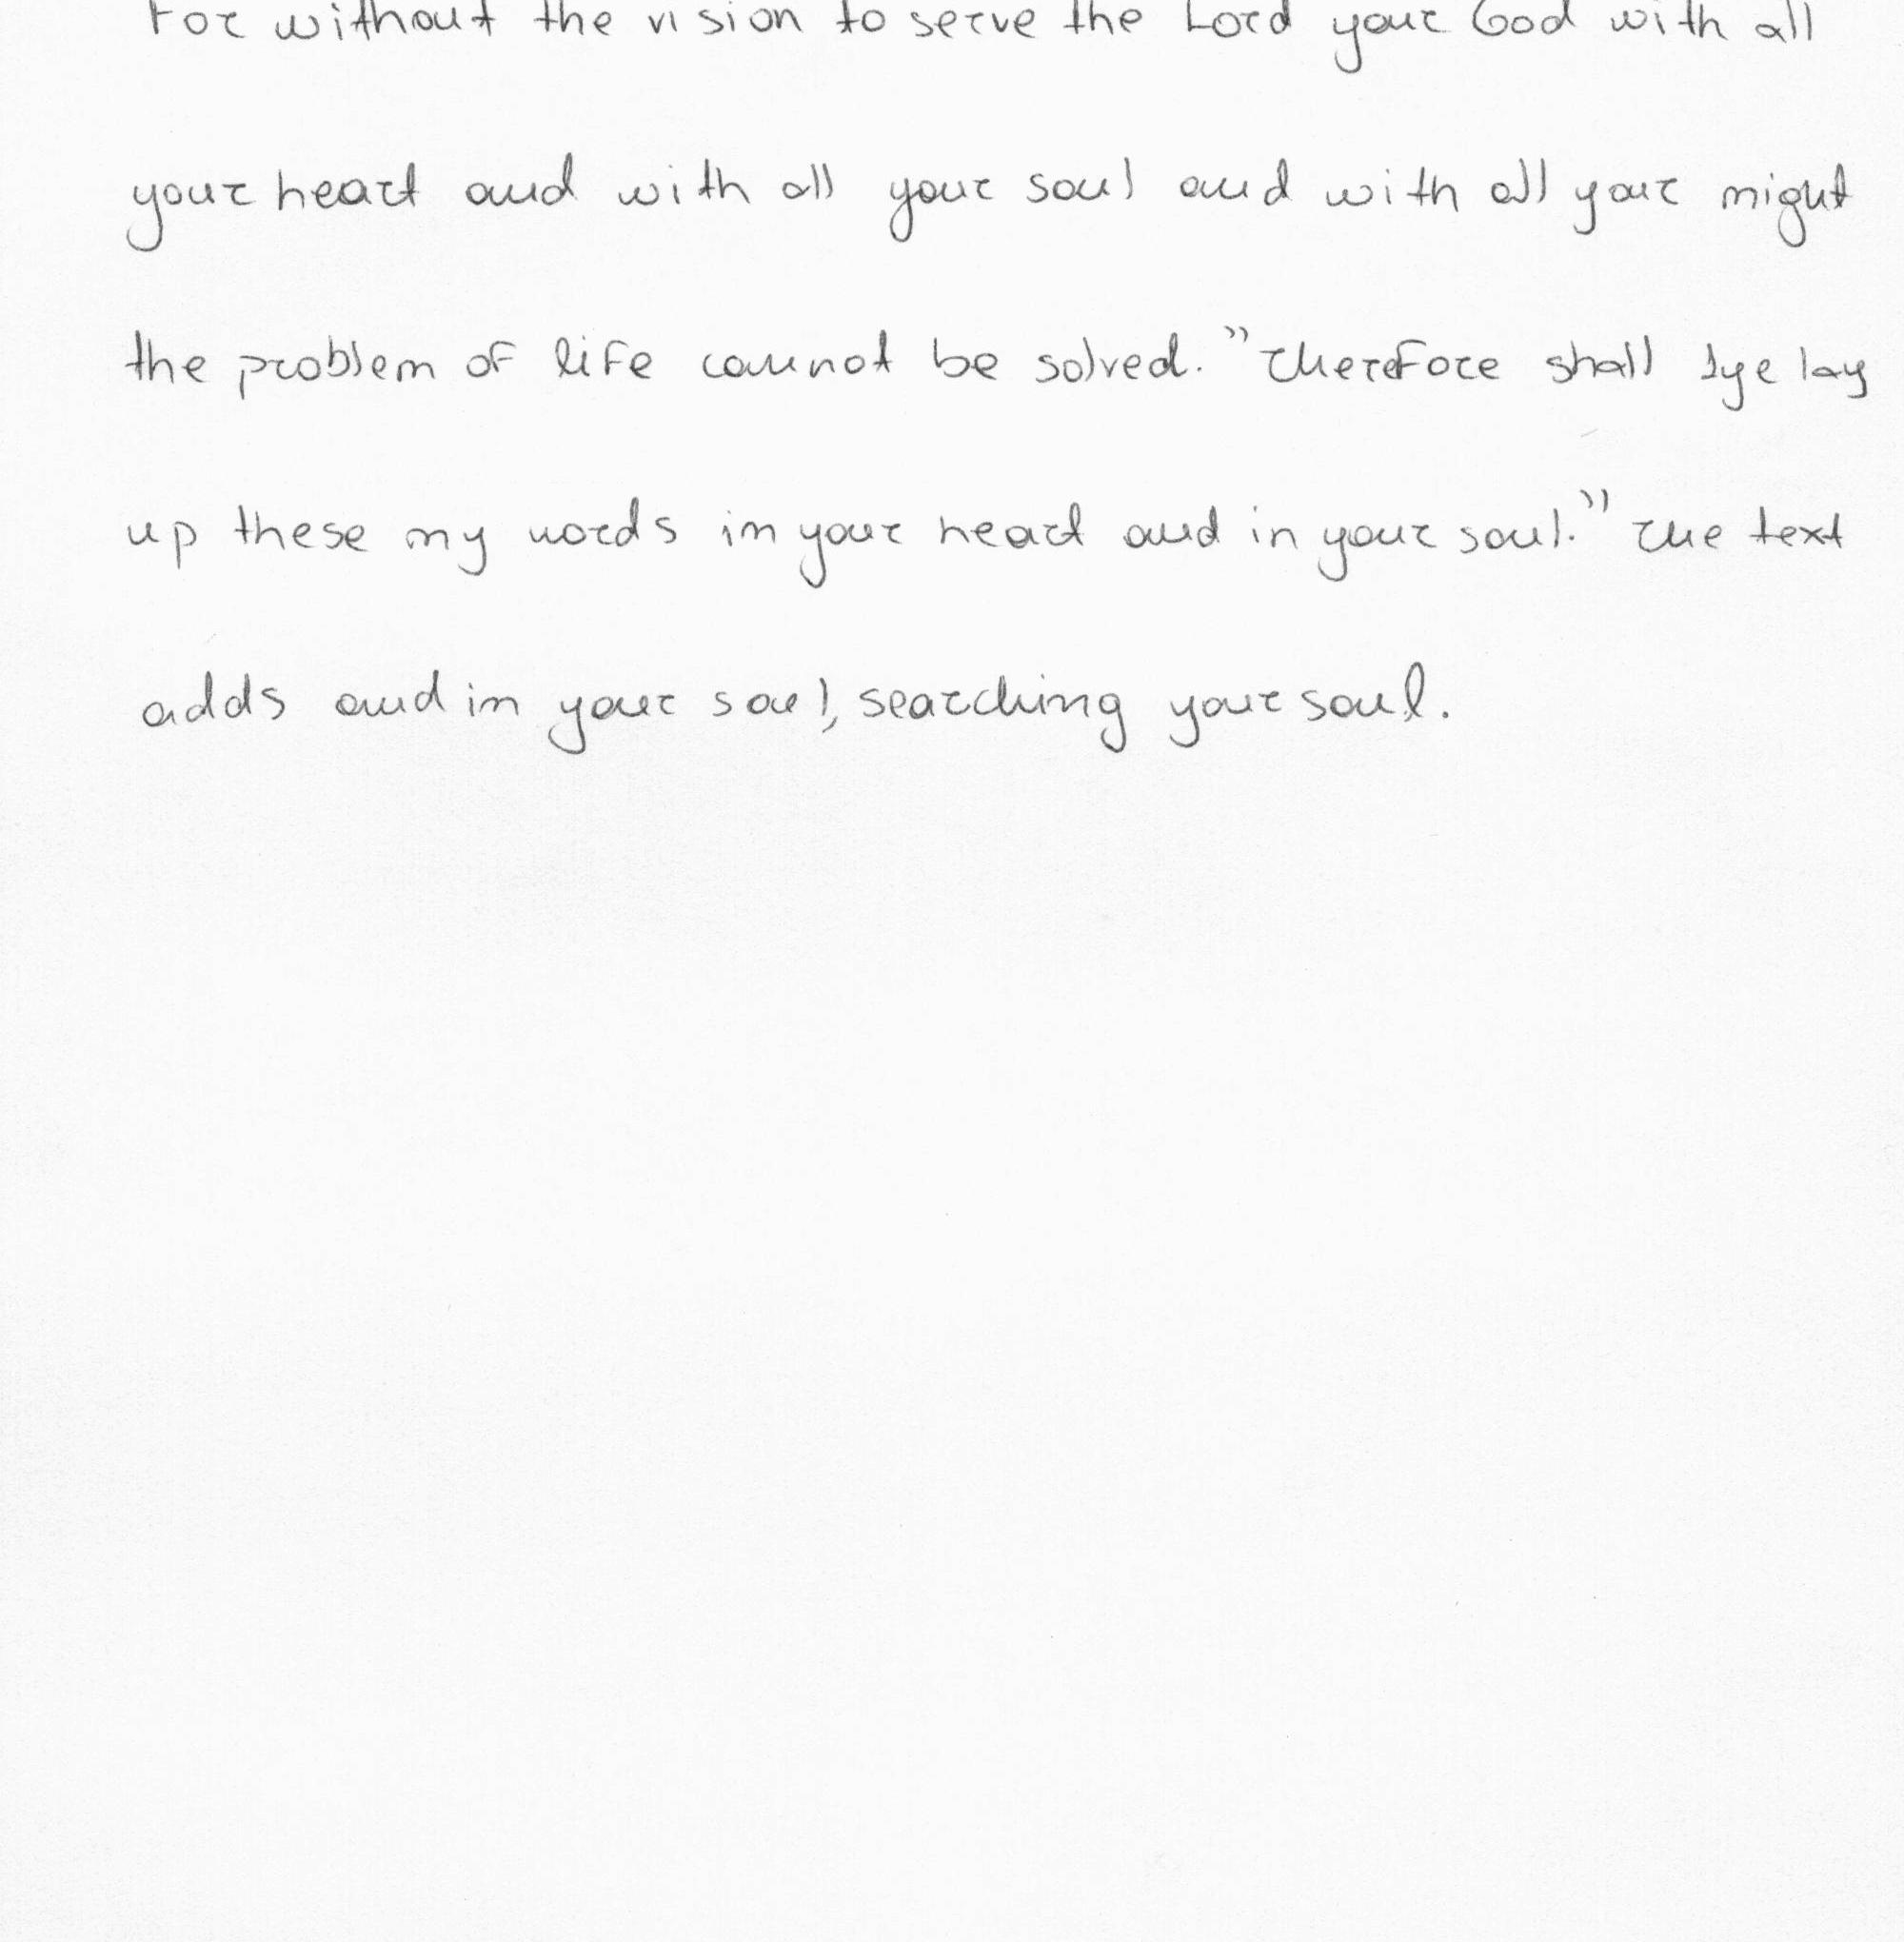 For without the vision to serve the Lord your God with all
your heart and with all your soul and with all your might
the problem of life cannot be solved. "Therefore shall ye lay
up these my words in your heart and in your soul." The text
adds and in your soul, searching your soul.